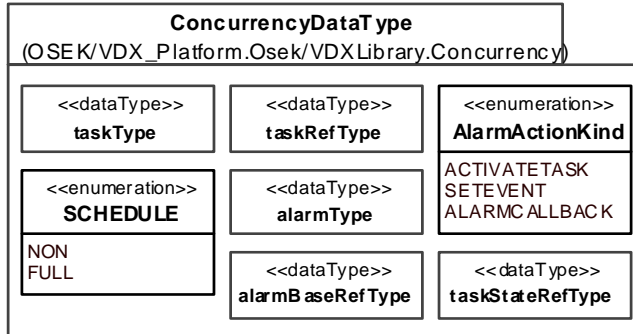 ConcurrencyDataType
(OSEK/VDX_Platform.Osek/VDXLibrary.Concurrency)
<<dataType>>
taskType
<<dataType>>
taskRefType
<<enumeration>>
AlarmActionKind
ACTIVATETASK
SETEVENT
ALARMCALLBACK
<<enumeration>>
SCHEDULE
NON
FULL
<<dataType>>
alarmType
<<dataType>>
alarmBaseRefType
<<dataType>>
taskStateRefType